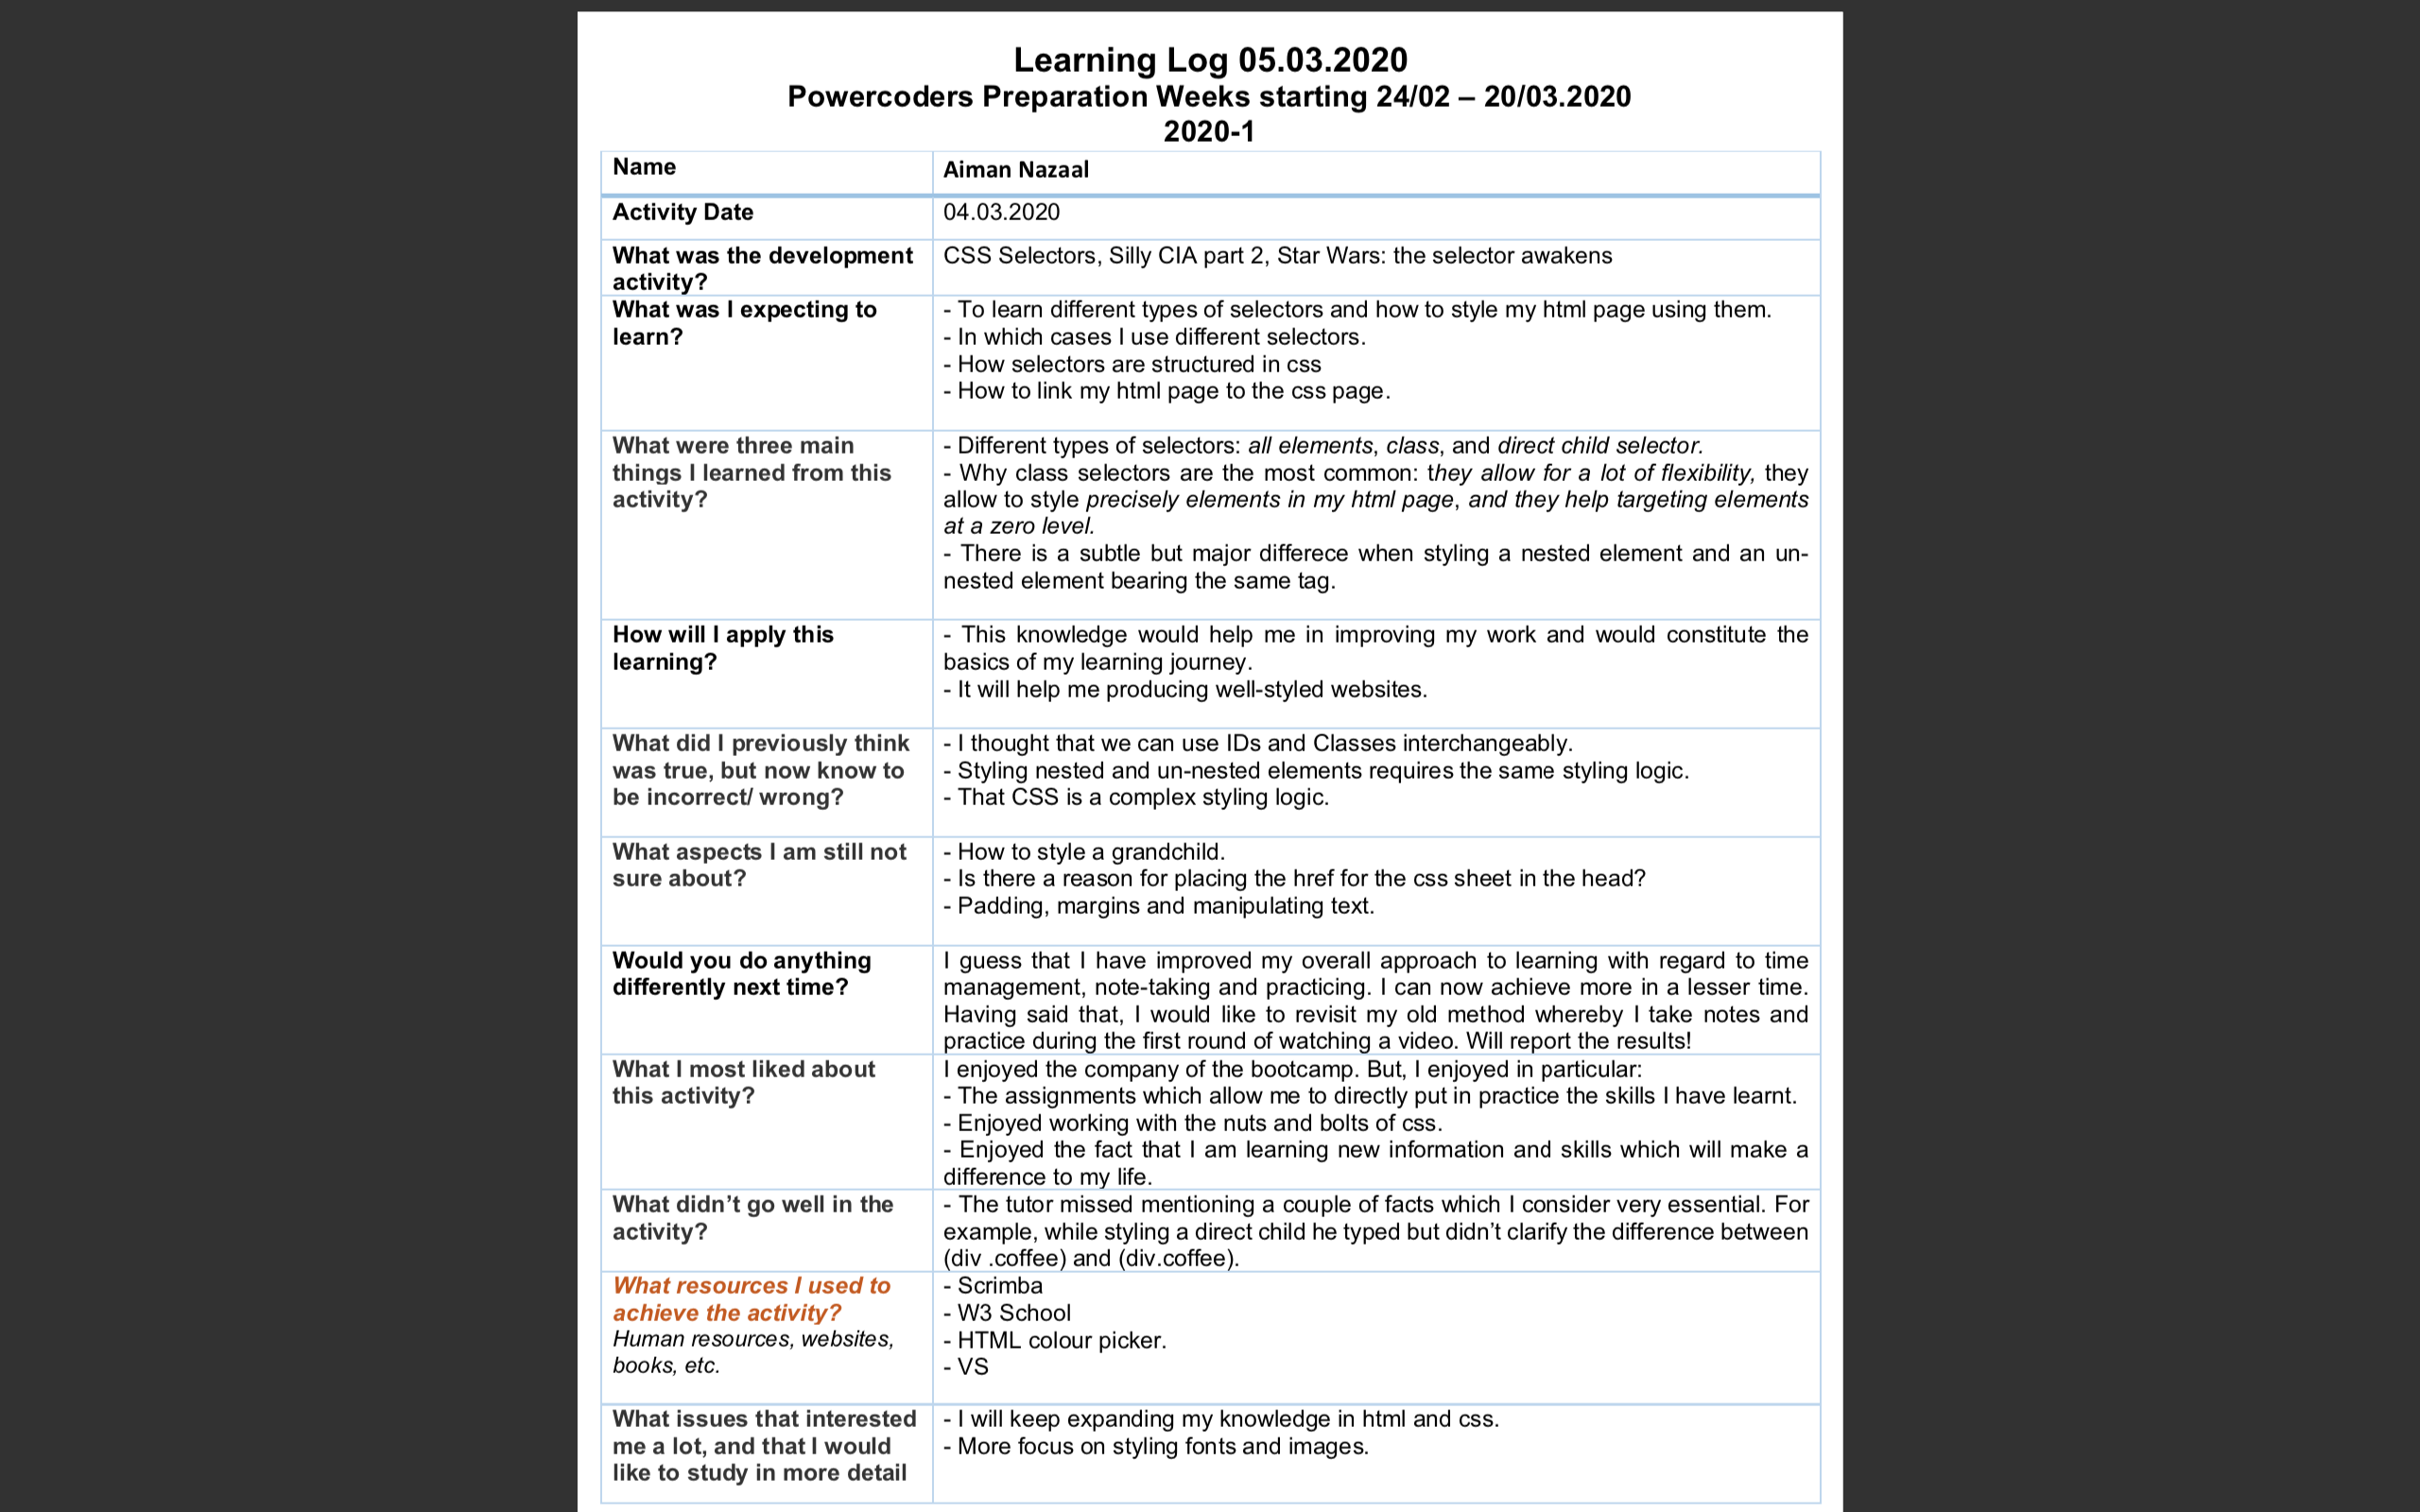 Learning Log 05.03.2020
Powercoders Preparation Weeks starting 24/02 – 20/03.2020
2020-1
Name
Aiman Nazaal
Activity Date
04.03.2020
What was the development
activity?
CSS Selectors, Silly CIA part 2, Star Wars: the selector awakens
What was I expecting to
learn?
- To learn different types of selectors and how to style my html page using them.
- In which cases I use different selectors.
- How selectors are structured in css
- How to link my html page to the css page.
What were three main
things I learned from this
activity?
- Different types of selectors: all elements, class, and direct child selector.
- Why class selectors are the most common: they allow for a lot of flexibility, they
allow to style precisely elements in my html page, and they help targeting elements
at a zero level.
- There is a subtle but major differece when styling a nested element and an un-
nested element bearing the same tag.
How will I apply this
learning?
- This knowledge would help me in improving my work and would constitute the
basics of my learning journey.
- It will help me producing well-styled websites.
What did I previously think
was true, but now know to
be incorrect/ wrong?
- I thought that we can use IDs and Classes interchangeably.
- Styling nested and un-nested elements requires the same styling logic.
- That CSS is a complex styling logic.
What aspects I am still not
sure about?
- How to style a grandchild.
- Is there a reason for placing the href for the css sheet in the head?
- Padding, margins and manipulating text.
Would you do anything
differently next time?
I guess that I have improved my overall approach to learning with regard to time
management, note-taking and practicing. I can now achieve more in a lesser time.
Having said that, I would like to revisit my old method whereby I take notes and
practice during the first round of watching a video. Will report the results!
What I most liked about
this activity?
I enjoyed the company of the bootcamp. But, I enjoyed in particular:
- The assignments which allow me to directly put in practice the skills I have learnt.
- Enjoyed working with the nuts and bolts of css.
- Enjoyed the fact that I am learning new information and skills which will make a
difference to my life.
What didn’t go well in the
activity?
- The tutor missed mentioning a couple of facts which I consider very essential. For
example, while styling a direct child he typed but didn’t clarify the difference between
(div .coffee) and (div.coffee).
What resources I used to
achieve the activity?
Human resources, websites,
books, etc.
- Scrimba
- W3 School
- HTML colour picker.
- VS
What issues that interested
me a lot, and that I would
like to study in more detail
- I will keep expanding my knowledge in html and css.
- More focus on styling fonts and images.